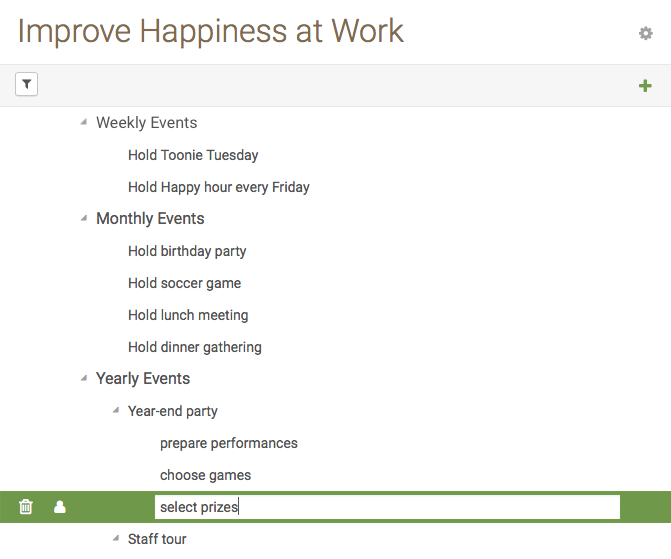 Improve Happiness at Work
Weekly Events
Hold Toonie Tuesday
Hold Happy hour every Friday
Monthly Events
Hold birthday party
Hold soccer game
Hold lunch meeting
Hold dinner gathering
Yearly Events
Year-end party
prepare performances
choose games
select prizes
Staff tour